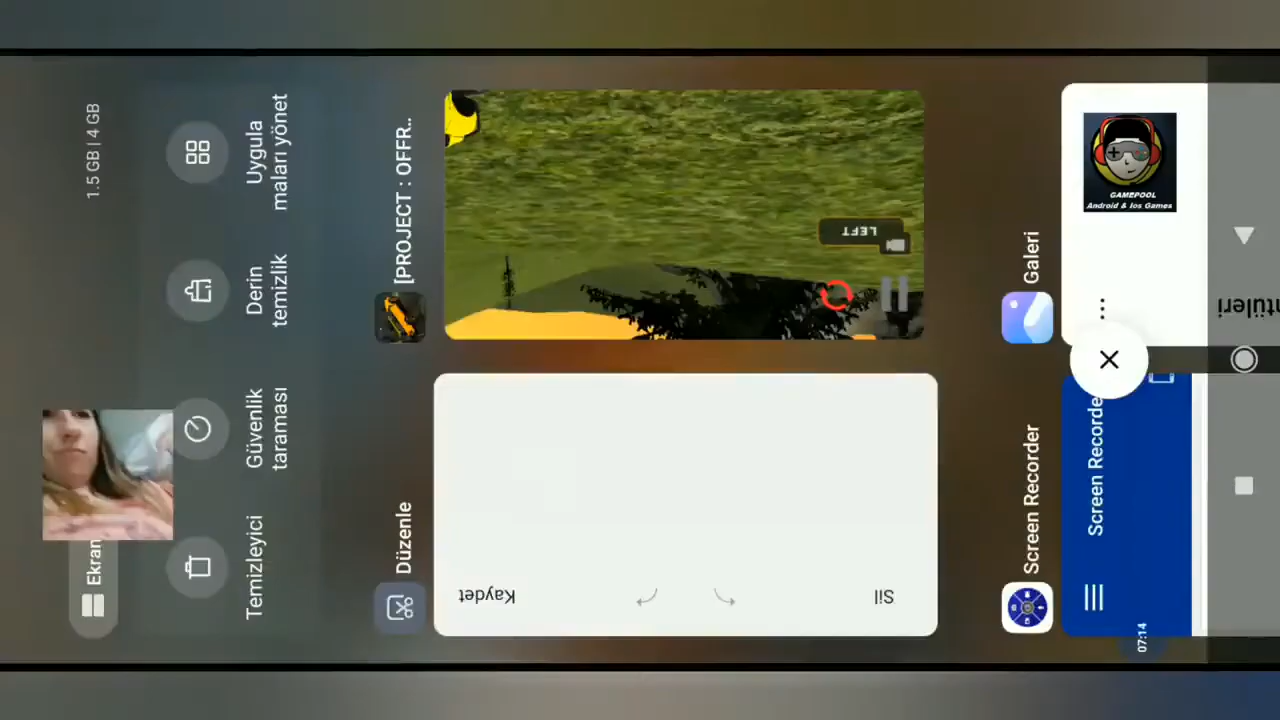 1.5 GB | 4 GB
Ekran
Temizleyici
Güvenlik
taraması
Derin
temizlik
Uygula
maları yönet
Düzenle
[PROJECT : OFFR..
Kaydet
Sil
LEFT
Screen Recorder
Galeri
Screen Recorde
07:14
GAMEPOOL
Android & Ios Games